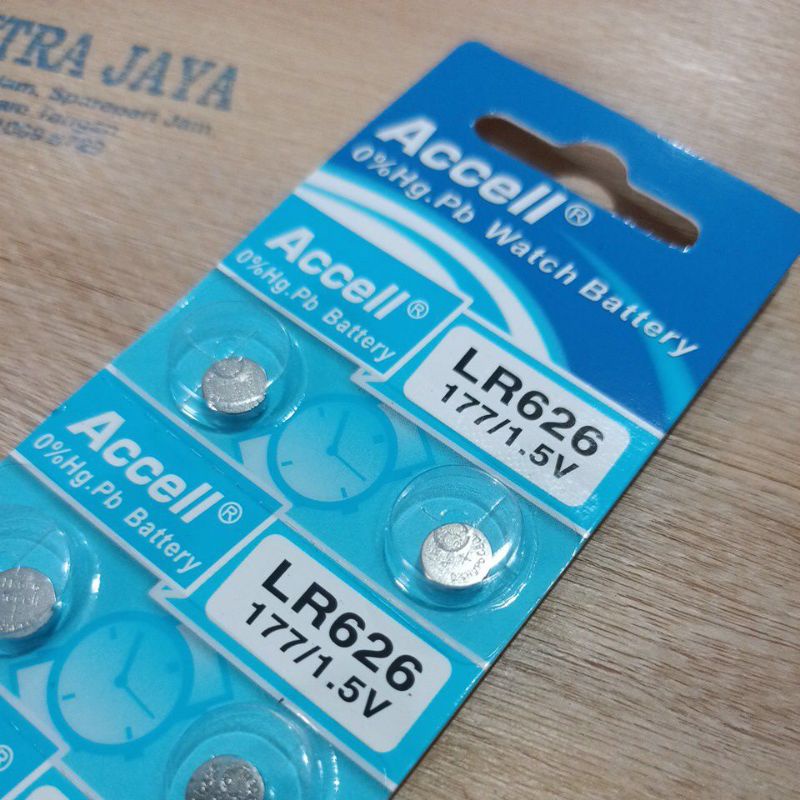 TRA JAYA
Jam.
Accell®
0%Hg.Pb Watch Battery
Accell®
0%Hg.Pb Battery
LR626
177/1.5V
Accell®
0%Hg.Pb Battery
LR626
177/1.5V
®